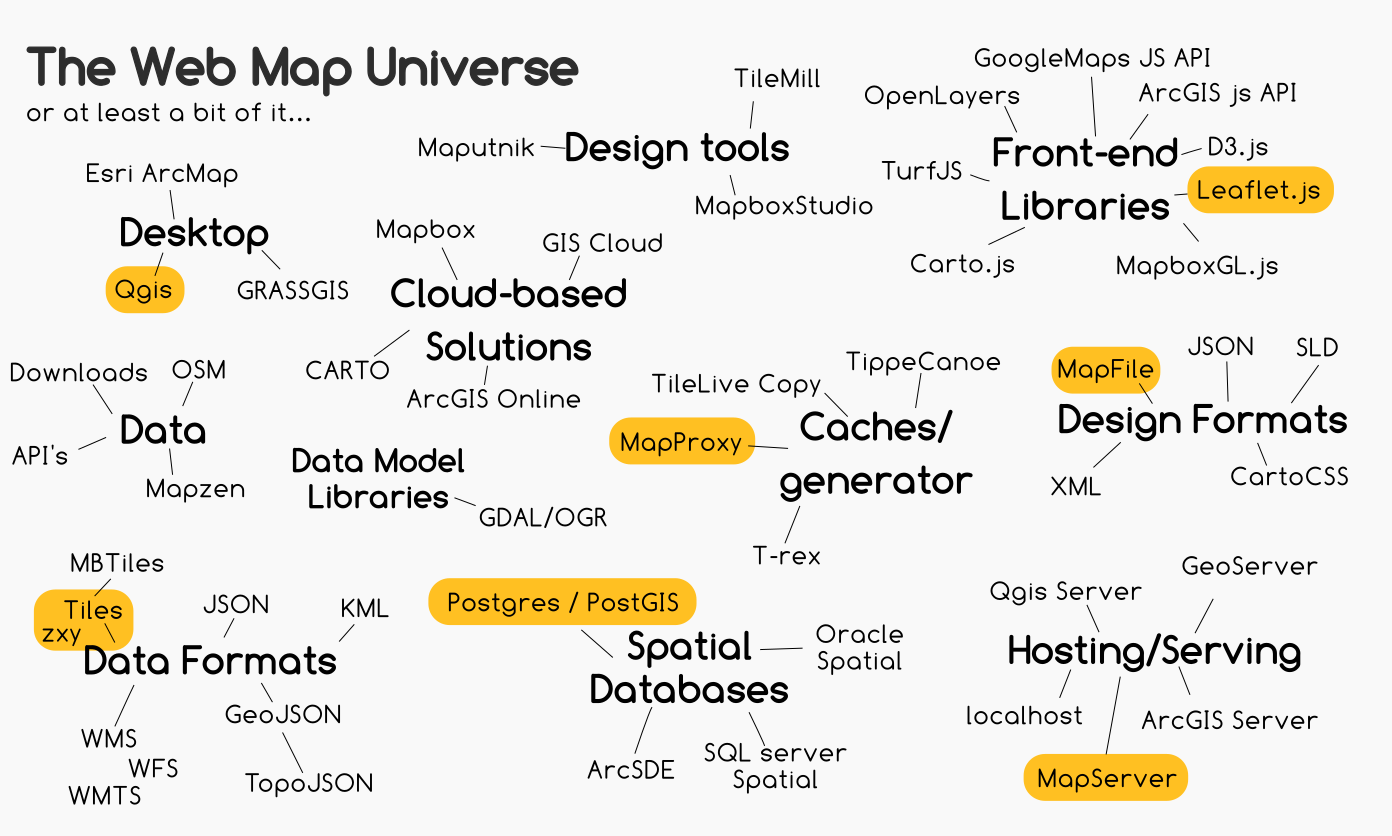 The Web Map Universe
or at least a bit of it...
Esri ArcMap
Desktop
Qgis
GRASSGIS
Maputnik
Design tools
TileMill
MapboxStudio
GoogleMaps JS API
OpenLayers
ArcGIS js API
Front-end
Libraries
D3.js
TurfJS
Leaflet.js
Carto.js
MapboxGL.js
Mapbox
GIS Cloud
Cloud-based
Solutions
CARTO
ArcGIS Online
Downloads
OSM
Data
API's
Mapzen
Data Model
Libraries
GDAL/OGR
TippeCanoe
TileLive Copy
MapProxy
Caches/
generator
T-rex
MapFile
JSON
SLD
Design Formats
XML
CartoCSS
MBTiles
Tiles
zxy
JSON
KML
Data Formats
GeoJSON
WMS
WFS
WMTS
TopoJSON
Postgres / PostGIS
Spatial
Databases
Oracle
Spatial
ArcSDE
SQL server
Spatial
GeoServer
Qgis Server
Hosting/Serving
localhost
ArcGIS Server
MapServer